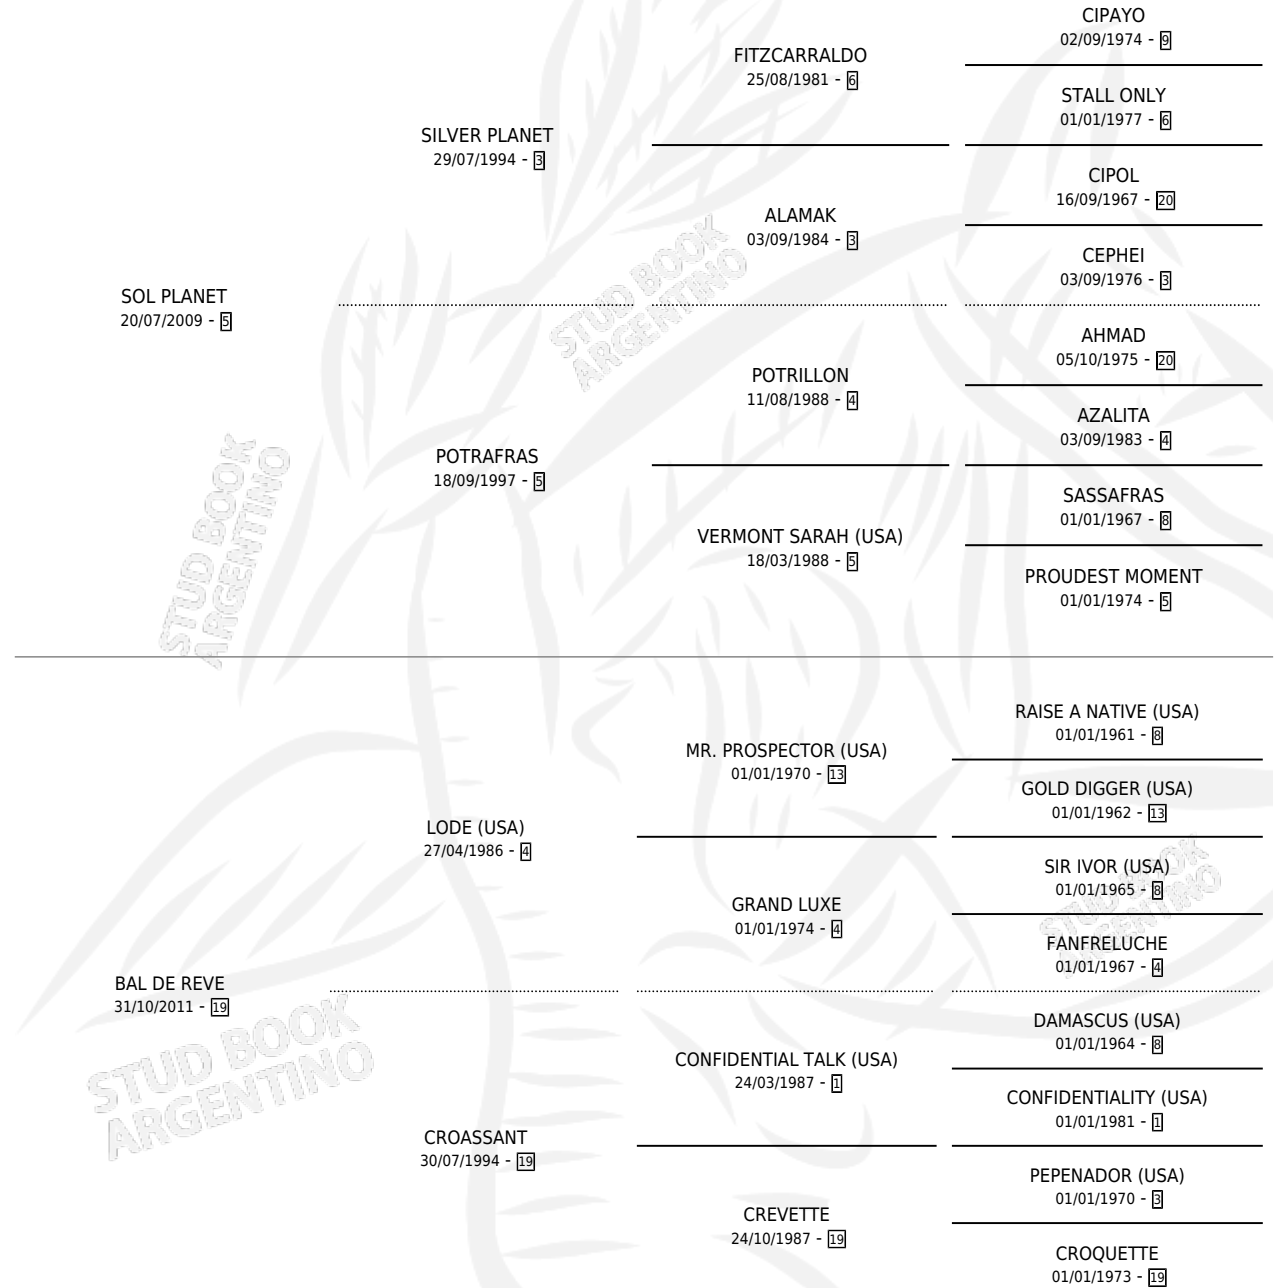 CIPAYO
02/09/1974 - 9
FITZCARRALDO
25/08/1981 - 6
STALL ONLY
01/01/1977 - 6
SILVER PLANET
29/07/1994 - 3
CIPOL
16/09/1967 - 20
ALAMAK
03/09/1984 - 3
CEPHEI
03/09/1976 - 3
SOL PLANET
20/07/2009 - 5
AHMAD
05/10/1975 - 20
POTRILLON
11/08/1988 - 4
AZALITA
03/09/1983 - 4
POTRAFRAS
18/09/1997 - 5
SASSAFRAS
01/01/1967 - 8
VERMONT SARAH (USA)
18/03/1988 - 5
PROUDEST MOMENT
01/01/1974 - 5
STUD BOOK
ARGENTINO
STUD BOOK
ARGENTINO
RAISE A NATIVE (USA)
01/01/1961 - 8
MR. PROSPECTOR (USA)
01/01/1970 - 13
GOLD DIGGER (USA)
01/01/1962 - 13
LODE (USA)
27/04/1986 - 4
SIR IVOR (USA)
01/01/1965 - 8
GRAND LUXE
01/01/1974 - 4
FANFRELUCHE
01/01/1967 - 4
BAL DE REVE
31/10/2011 - 19
DAMASCUS (USA)
01/01/1964 - 8
CONFIDENTIAL TALK (USA)
24/03/1987 - 1
CONFIDENTIALITY (USA)
01/01/1981 - 1
CROASSANT
30/07/1994 - 19
PEPENADOR (USA)
01/01/1970 - 3
CREVETTE
24/10/1987 - 19
CROQUETTE
01/01/1973 - 19
STUD BOOK
ARGENTINO
STUD BOOK
ARGENTINO